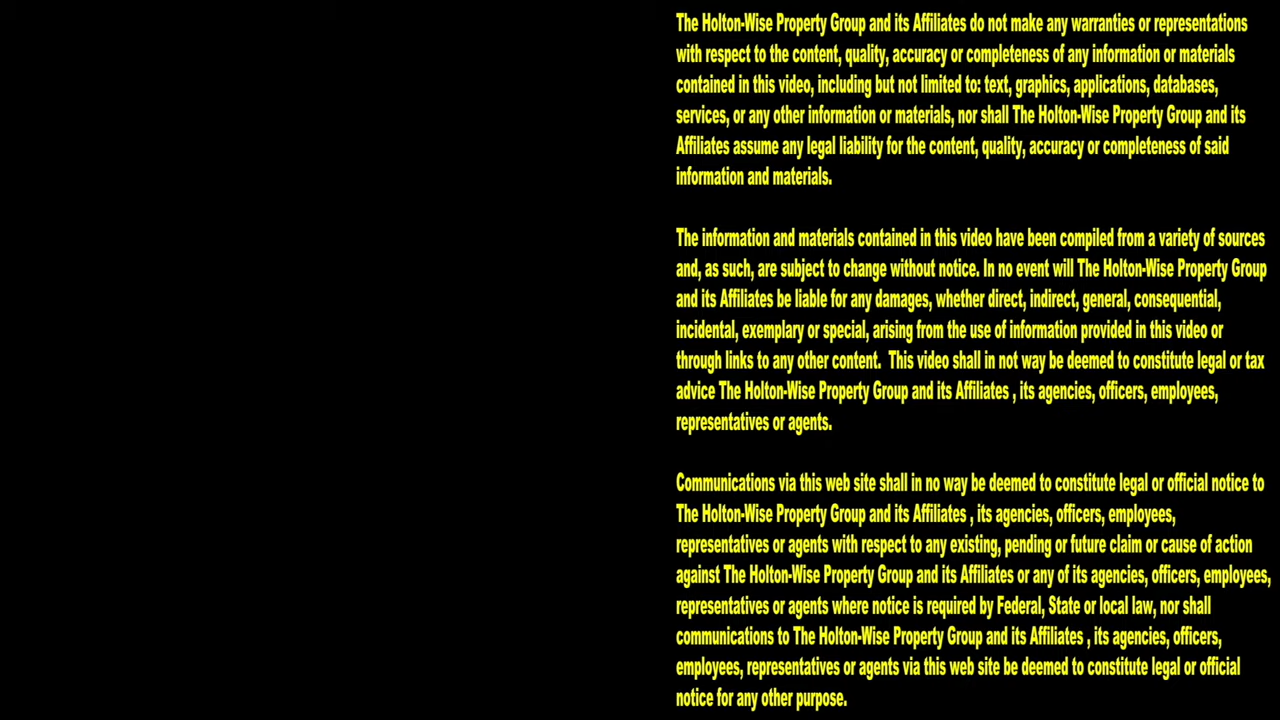 The Holton-Wise Property Group and its Affiliates do not make any warranties or representations
with respect to the content, quality, accuracy or completeness of any information or materials
contained in this video, including but not limited to: text, graphics, applications, databases,
services, or any other information or materials, nor shall The Holton-Wise Property Group and its
Affiliates assume any legal liability for the content, quality, accuracy or completeness of said
information and materials.
The information and materials contained in this video have been compiled from a variety of sources
and, as such, are subject to change without notice. In no event will The Holton-Wise Property Group
and its Affiliates be liable for any damages, whether direct, indirect, general, consequential,
incidental, exemplary or special, arising from the use of information provided in this video or
through links to any other content.  This video shall in not way be deemed to constitute legal or tax
advice The Holton-Wise Property Group and its Affiliates , its agencies, officers, employees,
representatives or agents.
Communications via this web site shall in no way be deemed to constitute legal or official notice to
The Holton-Wise Property Group and its Affiliates , its agencies, officers, employees,
representatives or agents with respect to any existing, pending or future claim or cause of action
against The Holton-Wise Property Group and its Affiliates or any of its agencies, officers, employees,
representatives or agents where notice is required by Federal, State or local law, nor shall
communications to The Holton-Wise Property Group and its Affiliates , its agencies, officers,
employees, representatives or agents via this web site be deemed to constitute legal or official
notice for any other purpose.